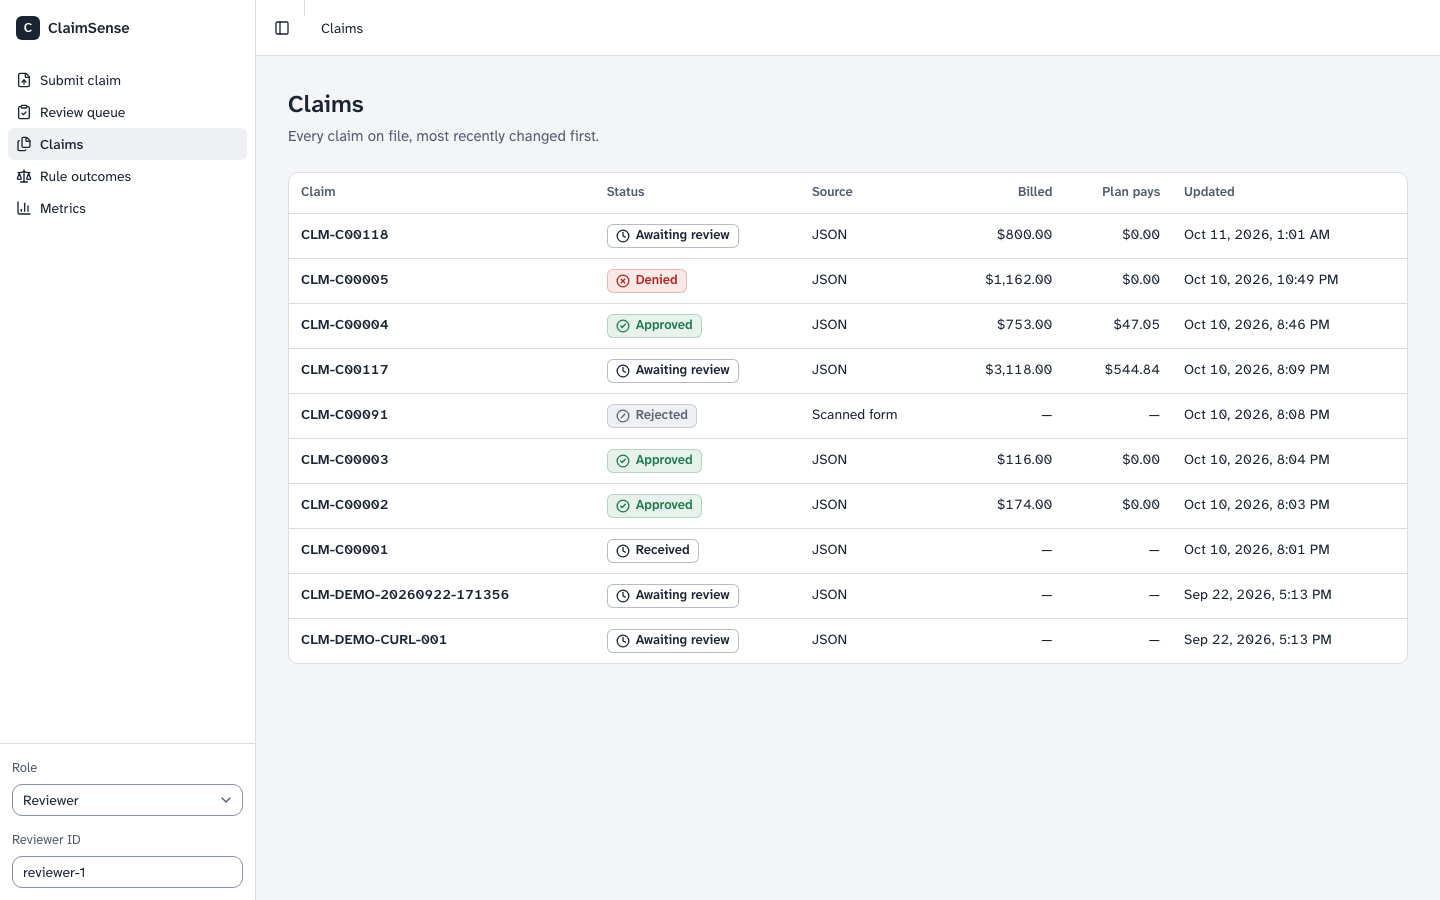 C ClaimSense
Submit claim
Review queue
Claims
Rule outcomes
Metrics
Role
Reviewer
Reviewer ID
reviewer-1
Claims
Claims
Every claim on file, most recently changed first.
Claim Status Source Billed Plan pays Updated
CLM-C00118 Awaiting review JSON $800.00 $0.00 Oct 11, 2026, 1:01 AM
CLM-C00005 Denied JSON $1,162.00 $0.00 Oct 10, 2026, 10:49 PM
CLM-C00004 Approved JSON $753.00 $47.05 Oct 10, 2026, 8:46 PM
CLM-C00117 Awaiting review JSON $3,118.00 $544.84 Oct 10, 2026, 8:09 PM
CLM-C00091 Rejected Scanned form — — Oct 10, 2026, 8:08 PM
CLM-C00003 Approved JSON $116.00 $0.00 Oct 10, 2026, 8:04 PM
CLM-C00002 Approved JSON $174.00 $0.00 Oct 10, 2026, 8:03 PM
CLM-C00001 Received JSON — — Oct 10, 2026, 8:01 PM
CLM-DEMO-20260922-171356 Awaiting review JSON — — Sep 22, 2026, 5:13 PM
CLM-DEMO-CURL-001 Awaiting review JSON — — Sep 22, 2026, 5:13 PM